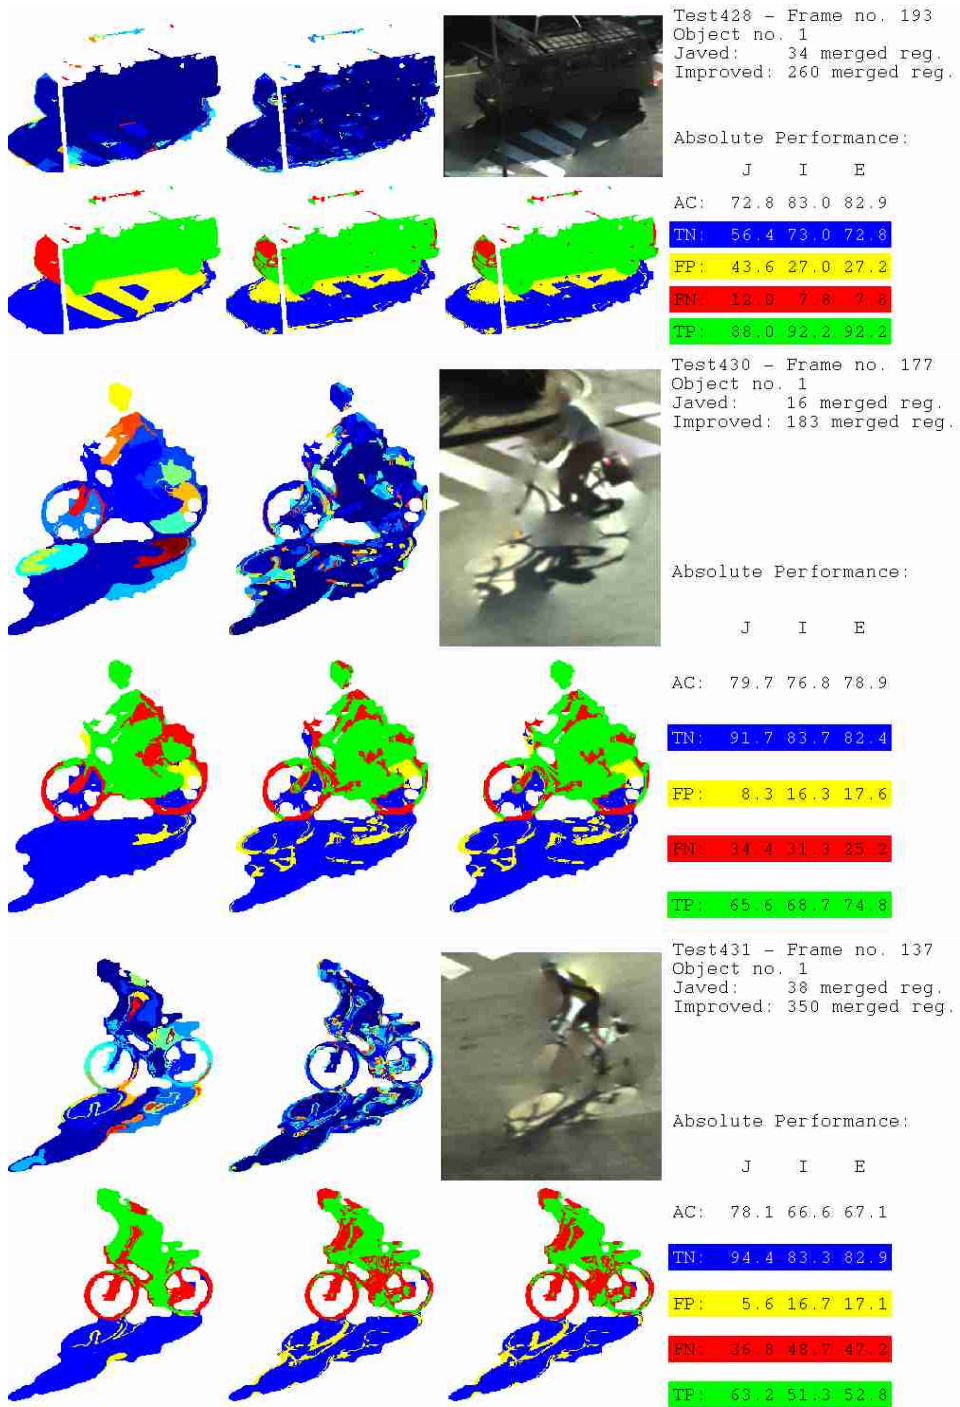 Test428 - Frame no. 193
Object no. 1
Javed: 34 merged reg.
Improved: 260 merged reg.
Absolute Performance:
J I E
AC: 72.8 83.0 82.9
TN: 56.4 73.0 72.8
FP: 43.6 27.0 27.2
FN: 12.0 7.8 7.8
TP: 88.0 92.2 92.2
Test430 - Frame no. 177
Object no. 1
Javed: 16 merged reg.
Improved: 183 merged reg.
Absolute Performance:
J I E
AC: 79.7 76.8 78.9
TN: 91.7 83.7 82.4
FP: 8.3 16.3 17.6
FN: 34.4 31.3 25.2
TP: 65.6 68.7 74.8
Test431 - Frame no. 137
Object no. 1
Javed: 38 merged reg.
Improved: 350 merged reg.
Absolute Performance:
J I E
AC: 78.1 66.6 67.1
TN: 94.4 83.3 82.9
FP: 5.6 16.7 17.1
FN: 36.8 48.7 47.2
TP: 63.2 51.3 52.8